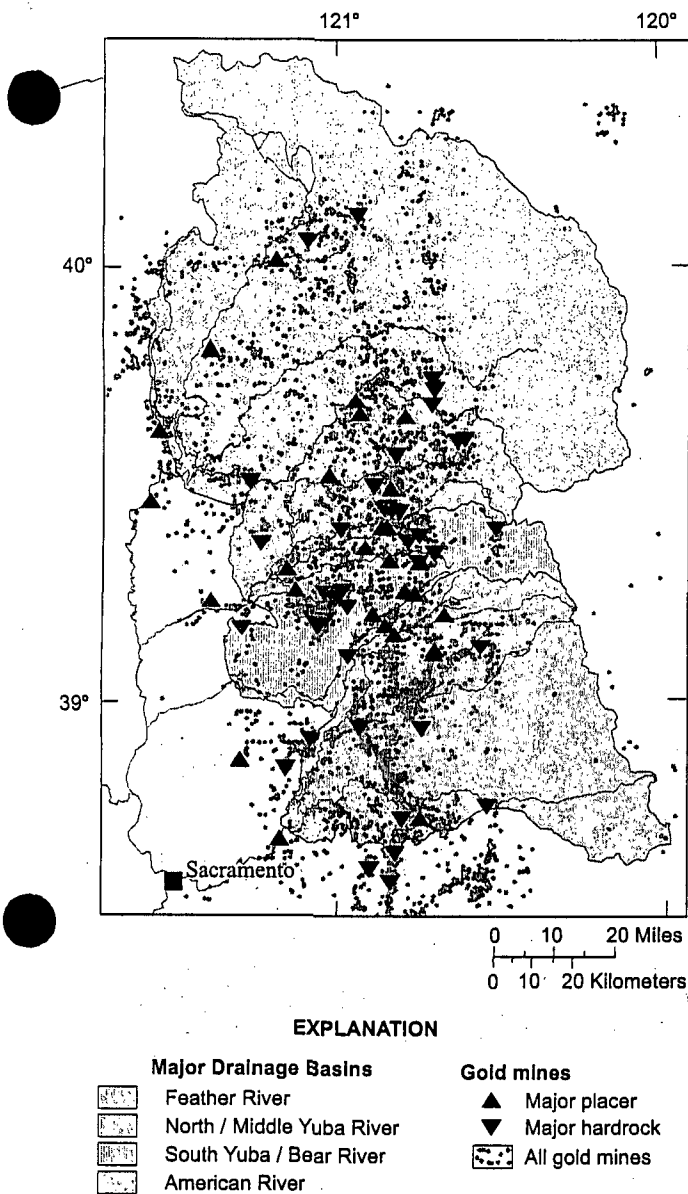 121° 120°
40°
39°
Sacramento
0 10 20 Miles
0 10 20 Kilometers
EXPLANATION
Major Drainage Basins
Feather River
North / Middle Yuba River
South Yuba / Bear River
American River
Gold mines
Major placer
Major hardrock
All gold mines